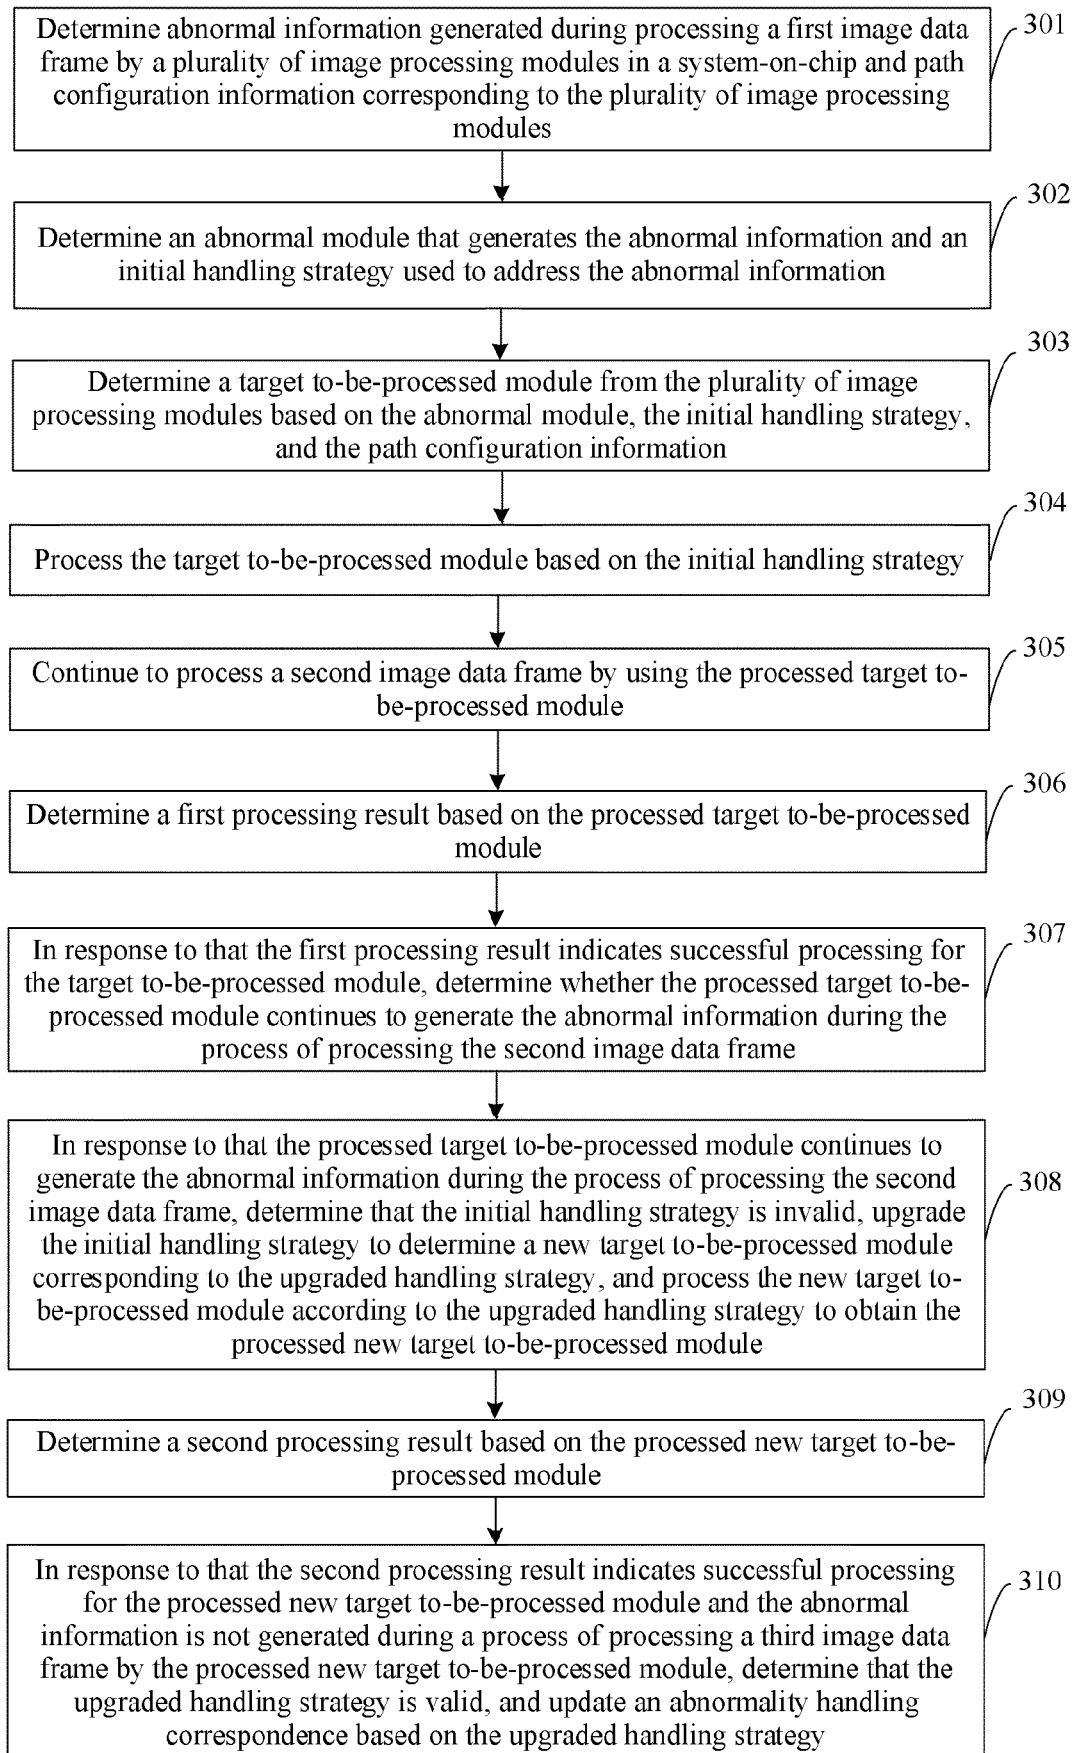 Determine abnormal information generated during processing a first image data
frame by a plurality of image processing modules in a system-on-chip and path
configuration information corresponding to the plurality of image processing
modules
301
Determine an abnormal module that generates the abnormal information and an
initial handling strategy used to address the abnormal information
302
Determine a target to-be-processed module from the plurality of image
processing modules based on the abnormal module, the initial handling strategy,
and the path configuration information
303
Process the target to-be-processed module based on the initial handling strategy
304
Continue to process a second image data frame by using the processed target to-
be-processed module
305
Determine a first processing result based on the processed target to-be-processed
module
306
In response to that the first processing result indicates successful processing for
the target to-be-processed module, determine whether the processed target to-be-
processed module continues to generate the abnormal information during the
process of processing the second image data frame
307
In response to that the processed target to-be-processed module continues to
generate the abnormal information during the process of processing the second
image data frame, determine that the initial handling strategy is invalid, upgrade
the initial handling strategy to determine a new target to-be-processed module
corresponding to the upgraded handling strategy, and process the new target to-
be-processed module according to the upgraded handling strategy to obtain the
processed new target to-be-processed module
308
Determine a second processing result based on the processed new target to-be-
processed module
309
In response to that the second processing result indicates successful processing
for the processed new target to-be-processed module and the abnormal
information is not generated during a process of processing a third image data
frame by the processed new target to-be-processed module, determine that the
upgraded handling strategy is valid, and update an abnormality handling
correspondence based on the upgraded handling strategy
310